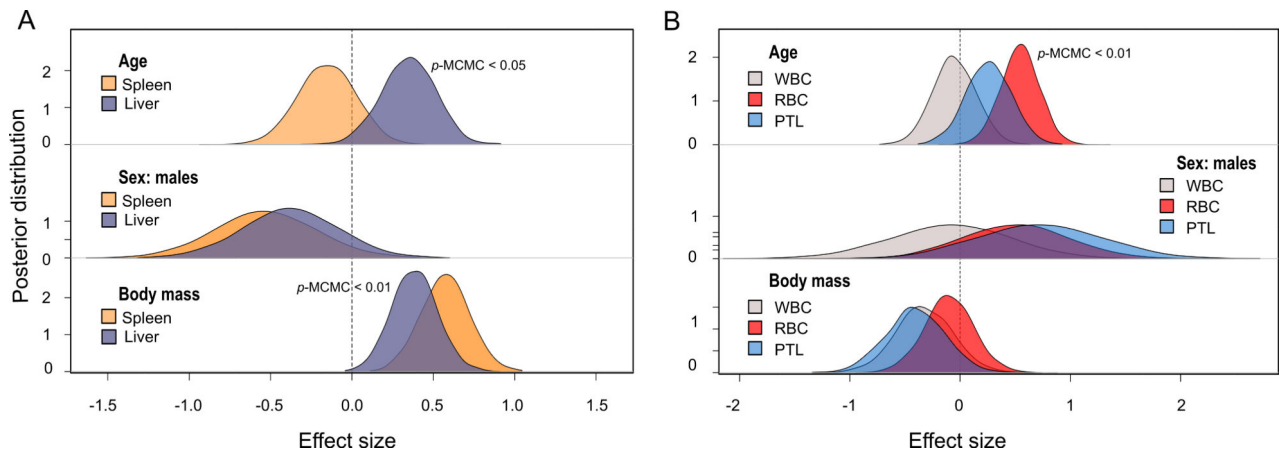 A
Age
Spleen
Liver
p-MCMC < 0.05
2
1
0
Sex: males
Spleen
Liver
1
0
Body mass
Spleen
Liver
p-MCMC < 0.01
2
1
0
Posterior distribution
-1.5
-1.0
-0.5
0.0
0.5
1.0
1.5
Effect size
B
Age
WBC
RBC
PTL
p-MCMC < 0.01
2
1
0
Sex: males
WBC
RBC
PTL
1
0
Body mass
WBC
RBC
PTL
1
0
-2
-1
0
1
2
Effect size